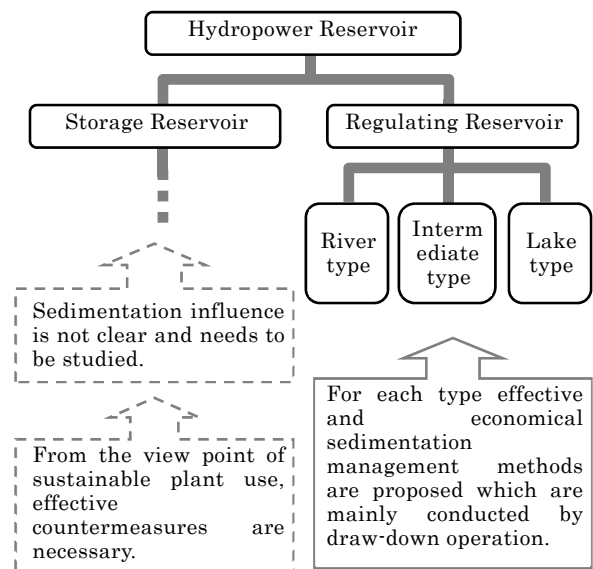 Hydropower Reservoir
Storage Reservoir
Regulating Reservoir
River
type
Interm
ediate
type
Lake
type
Sedimentation influence
is not clear and needs to
be studied.
From the view point of
sustainable plant use,
effective
countermeasures are
necessary.
For each type effective
and economical
sedimentation
management methods
are proposed which are
mainly conducted by
draw-down operation.